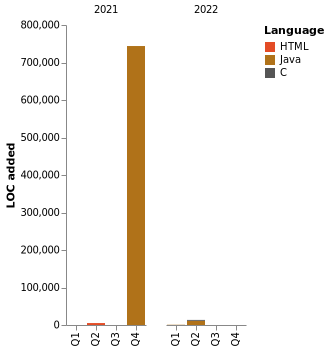 2021 2022
Language
HTML
Java
C
LOC added
800,000
700,000
600,000
500,000
400,000
300,000
200,000
100,000
0
Q1 Q2 Q3 Q4 Q1 Q2 Q3 Q4